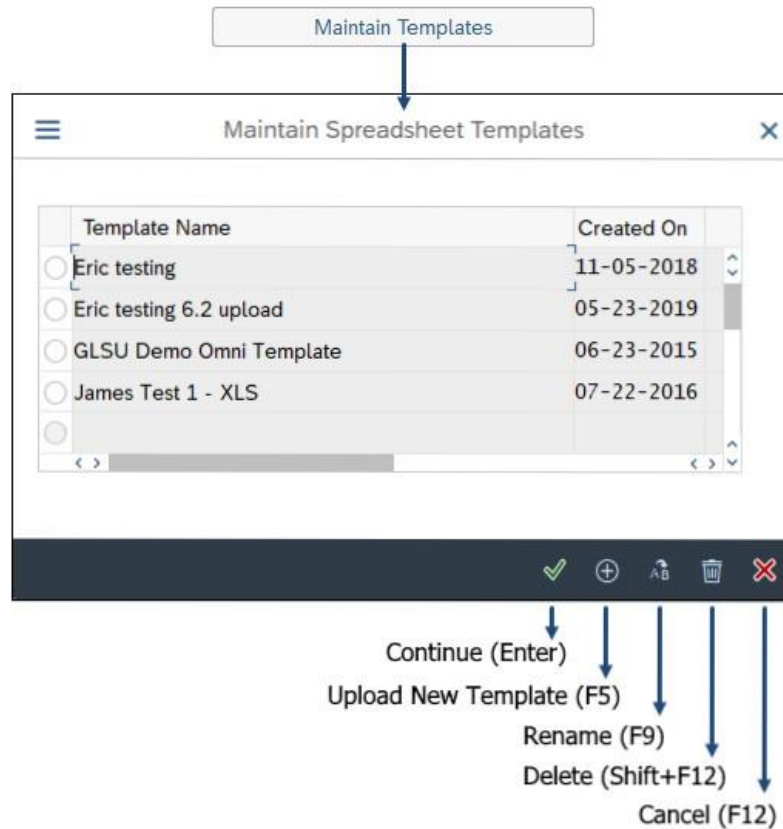 Maintain Templates
Maintain Spreadsheet Templates
Template Name Created On
Eric testing 11-05-2018
Eric testing 6.2 upload 05-23-2019
GLSU Demo Omni Template 06-23-2015
James Test 1 - XLS 07-22-2016
AB
Continue (Enter)
Upload New Template (F5)
Rename (F9)
Delete (Shift+F12)
Cancel (F12)